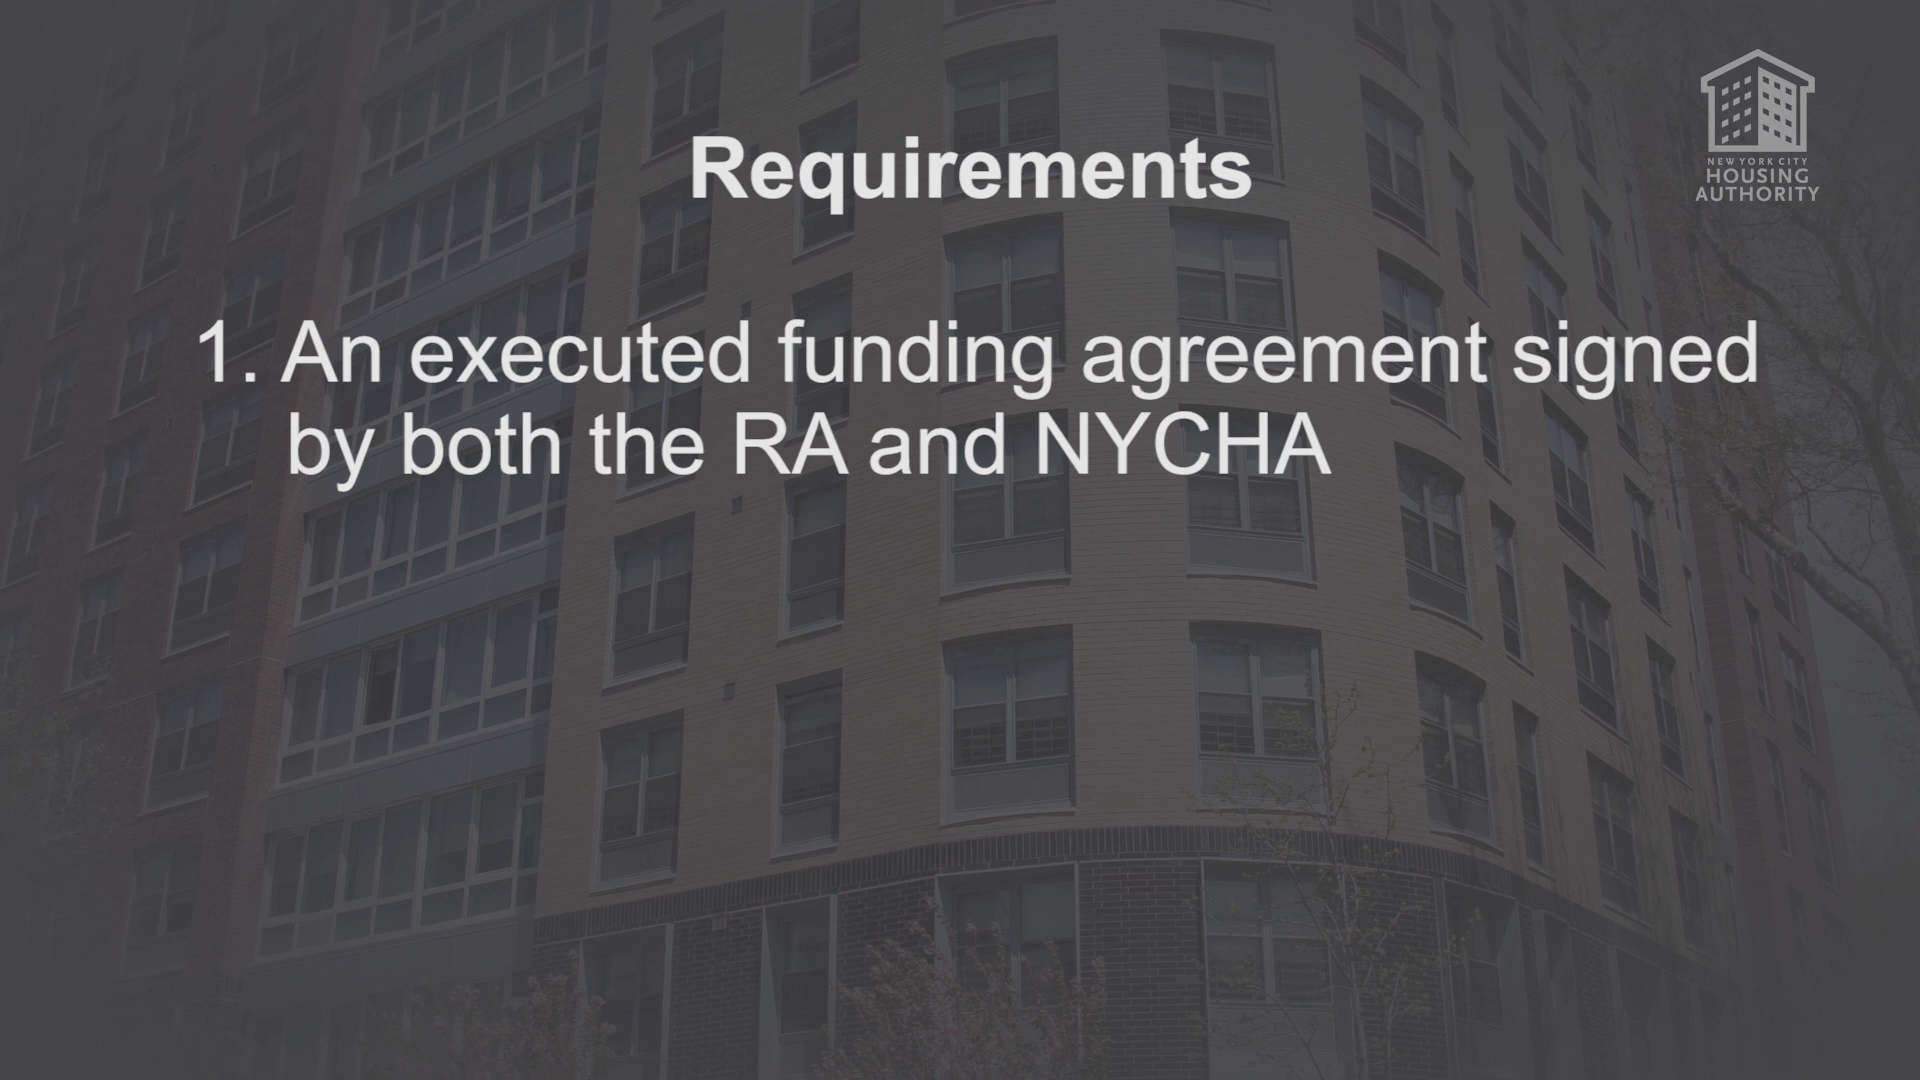 NEW YORK CITY
HOUSING
AUTHORITY
Requirements
1. An executed funding agreement signed
by both the RA and NYCHA